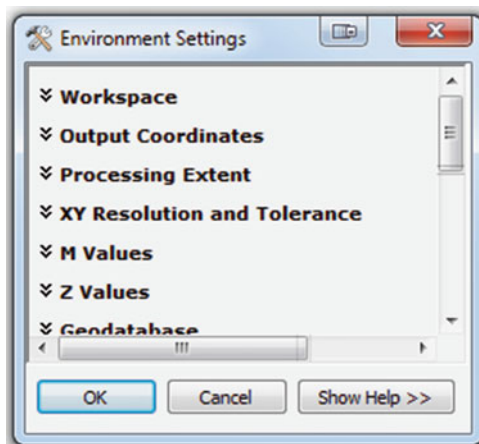 Environment Settings
Workspace
Output Coordinates
Processing Extent
XY Resolution and Tolerance
M Values
Z Values
Geodatabase
OK
Cancel
Show Help >>